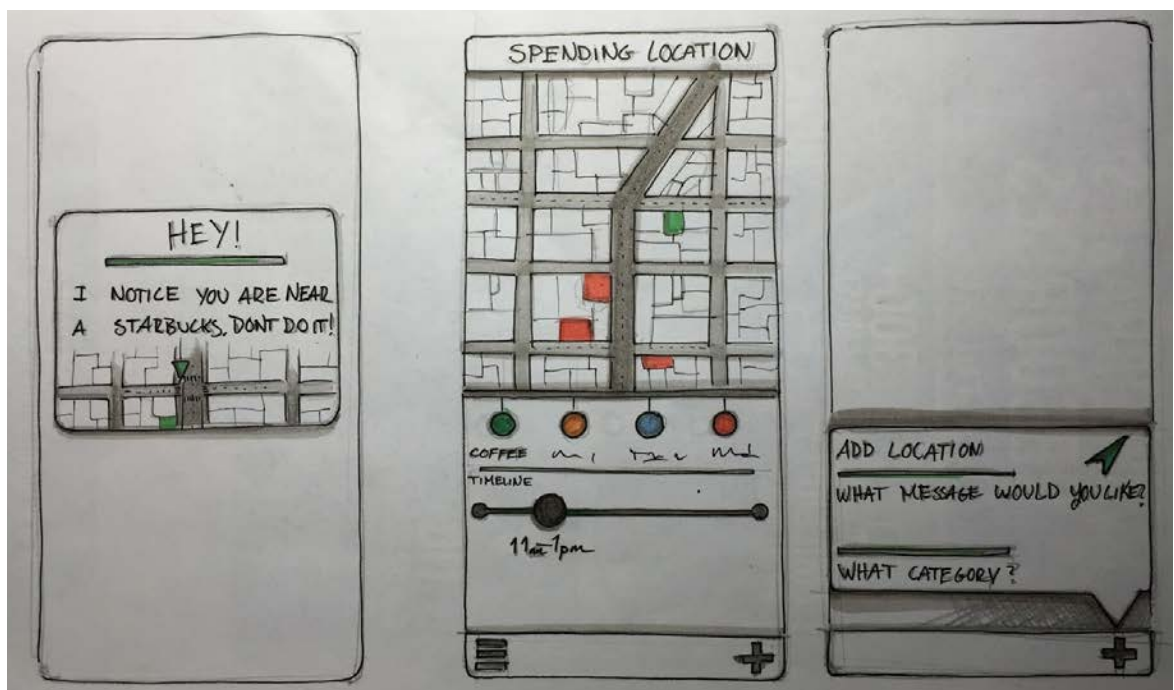 HEY!
I NOTICE YOU ARE NEAR
A STARBUCKS. DONT DO IT!
SPENDING LOCATION
COFFEE
TIMELINE
11am-1pm
ADD LOCATION
WHAT MESSAGE WOULD YOU LIKE?
WHAT CATEGORY?